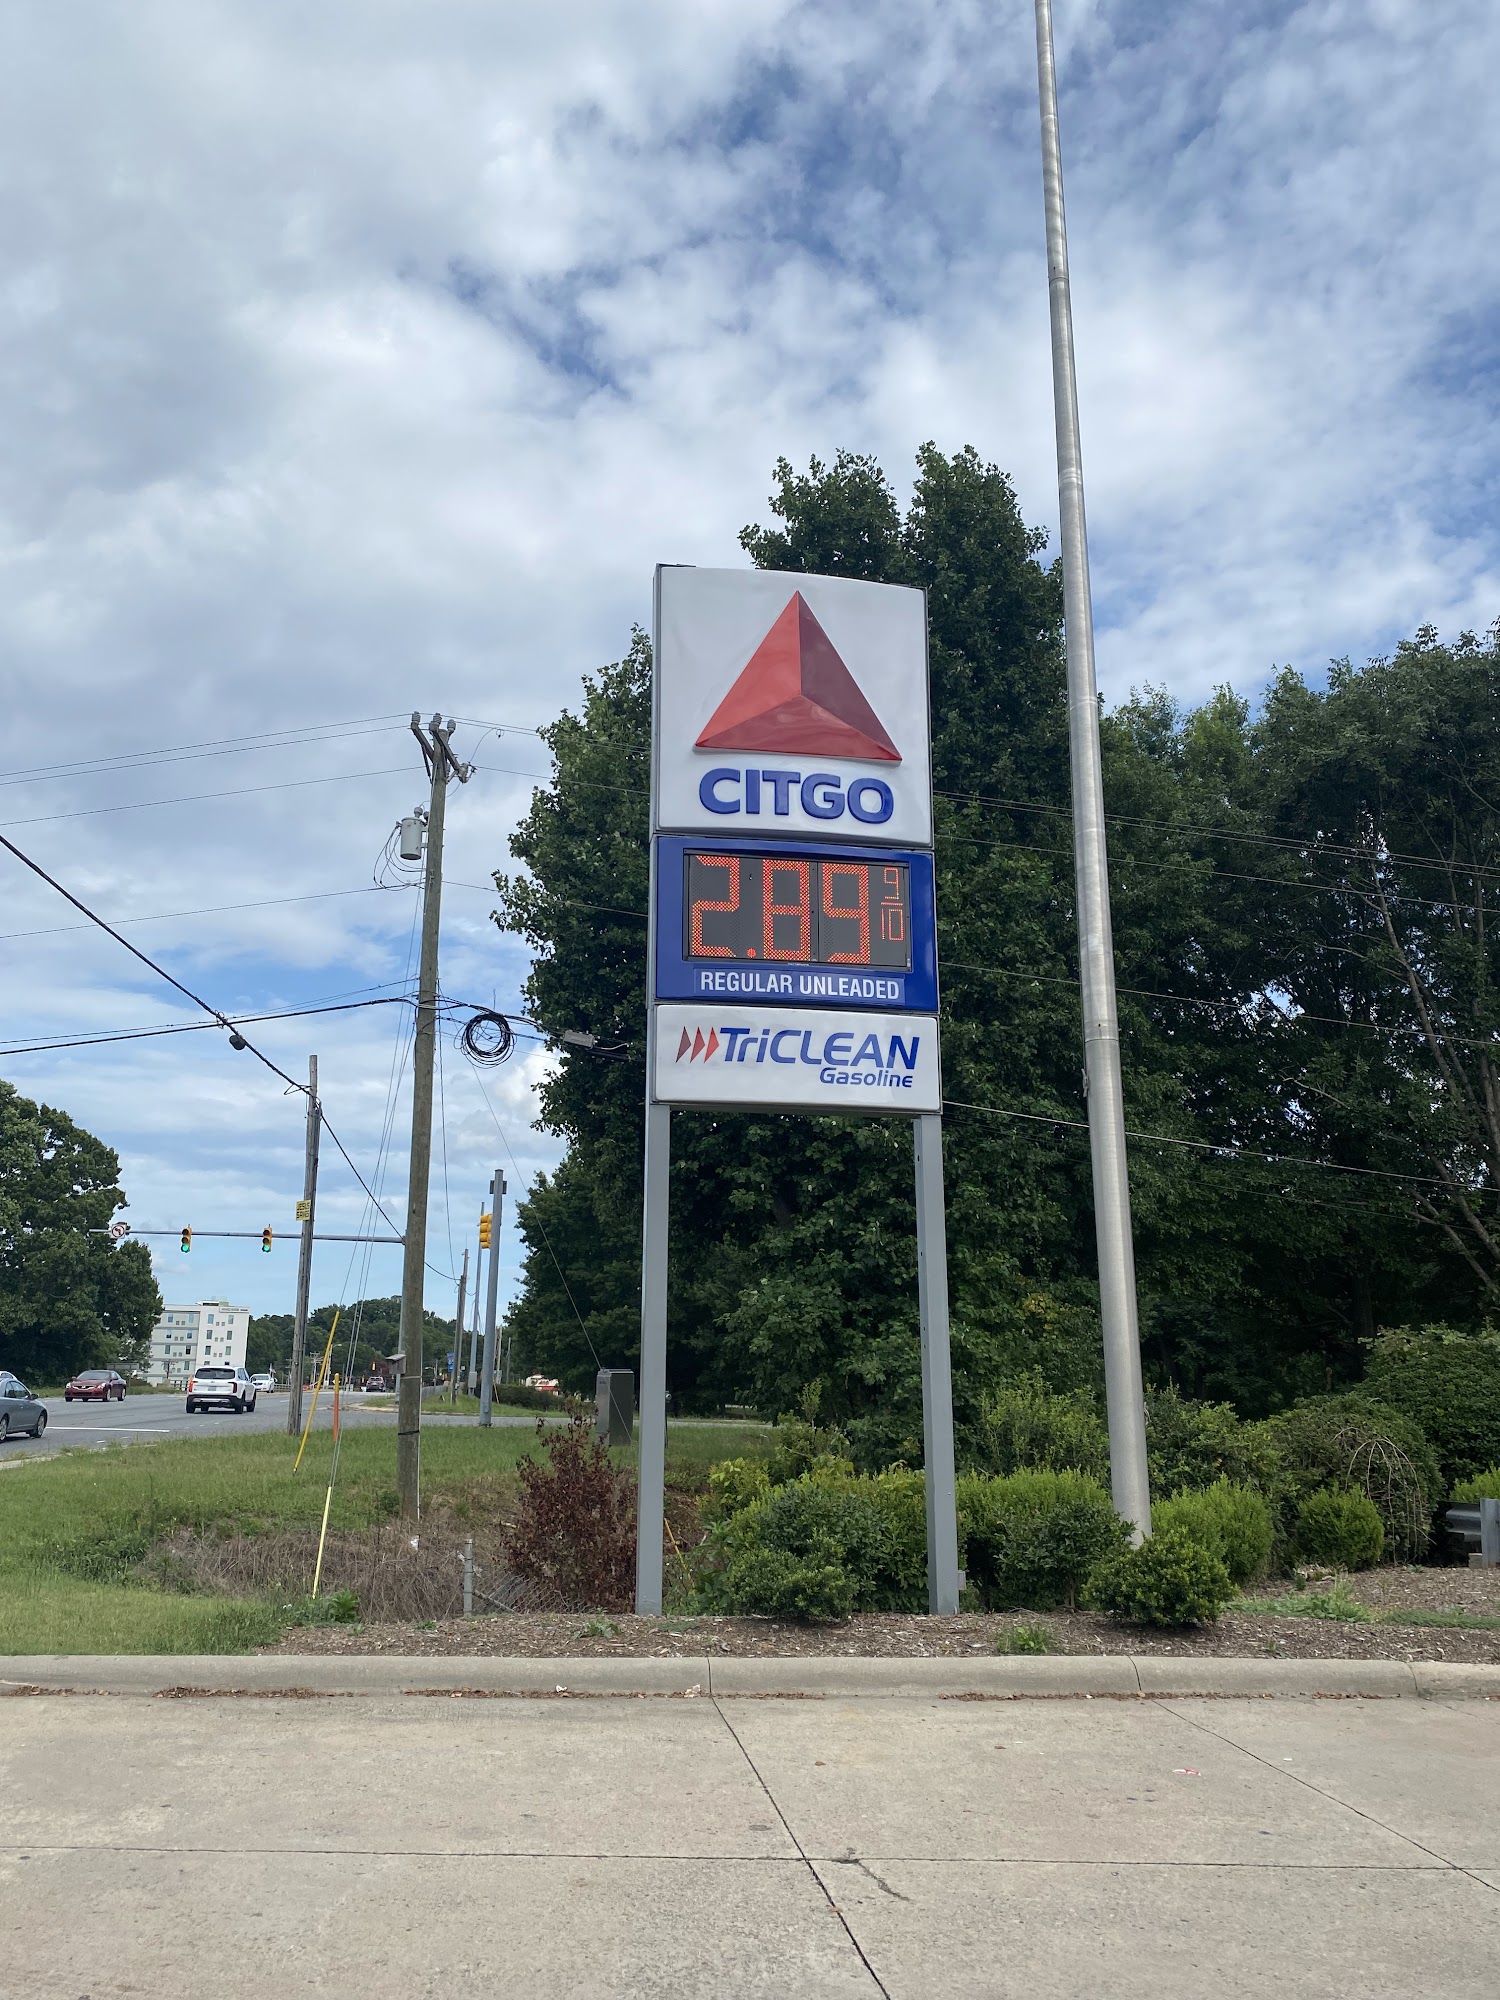 CITGO
2.89 9/10
REGULAR UNLEADED
TriCLEAN
Gasoline